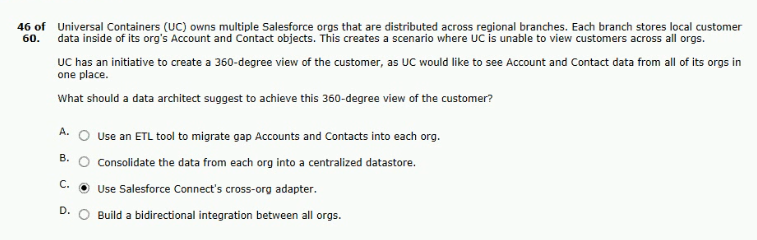 46 of Universal Containers (UC) owns multiple Salesforce orgs that are distributed across regional branches. Each branch stores local customer
60. data inside of its org's Account and Contact objects. This creates a scenario where UC is unable to view customers across all orgs.
UC has an initiative to create a 360-degree view of the customer, as UC would like to see Account and Contact data from all of its orgs in
one place.
What should a data architect suggest to achieve this 360-degree view of the customer?
A. Use an ETL tool to migrate gap Accounts and Contacts into each org.
B. Consolidate the data from each org into a centralized datastore.
C. Use Salesforce Connect's cross-org adapter.
D. Build a bidirectional integration between all orgs.